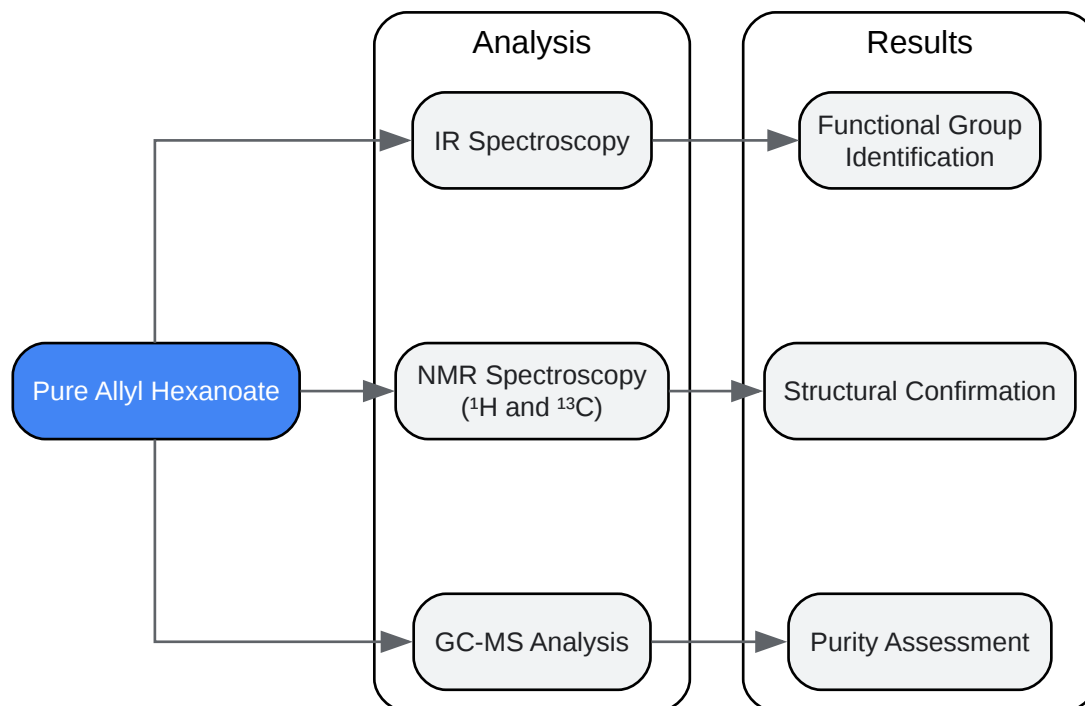 Analysis
Results
IR Spectroscopy
Functional Group
Identification
Pure Allyl Hexanoate
NMR Spectroscopy
(¹H and ¹³C)
Structural Confirmation
GC-MS Analysis
Purity Assessment